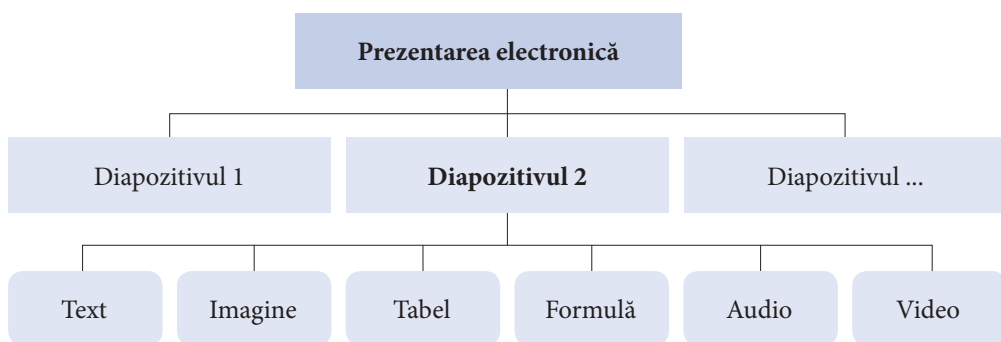 Prezentarea electronică
Diapozitivul 1
Diapozitivul 2
Diapozitivul ...
Text
Imagine
Tabel
Formulă
Audio
Video